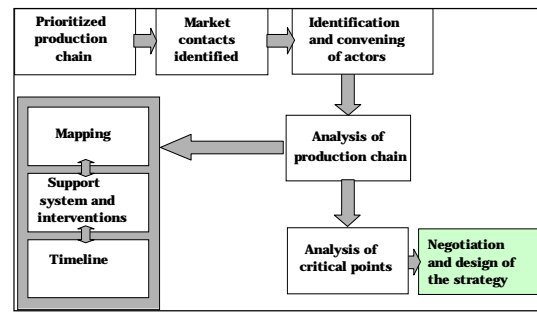 Prioritized
production
chain
Market
contacts
identified
Identification
and convening
of actors
Mapping
Support
system and
interventions
Timeline
Analysis of
production chain
Analysis of
critical points
Negotiation
and design of
the strategy